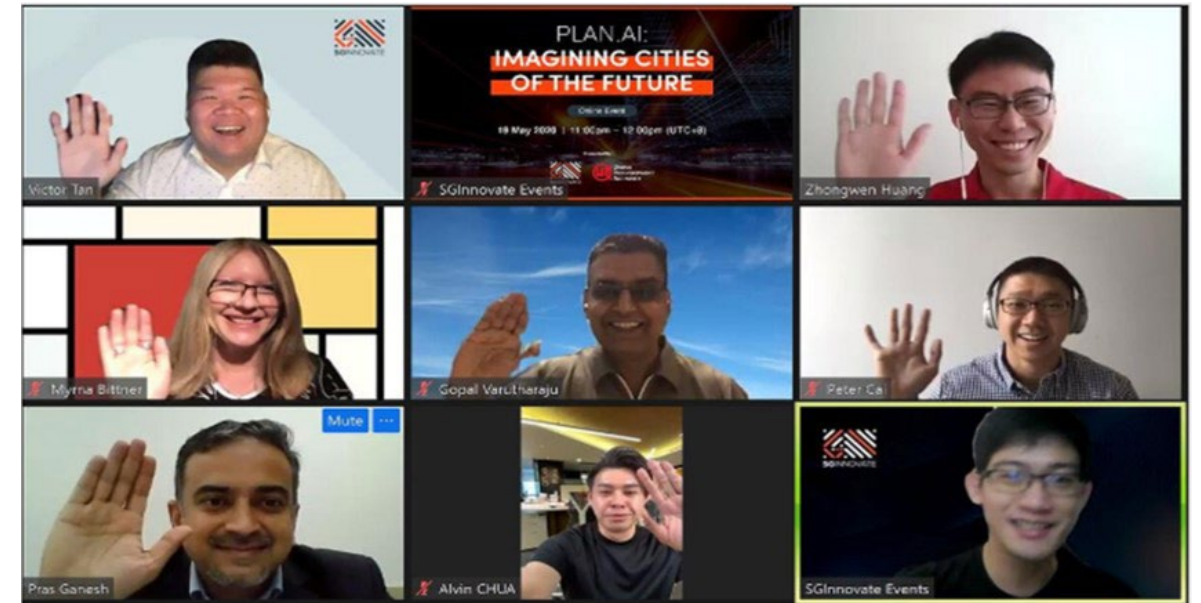 SGINNOVATE
Victor Tan
PLAN.AI:
IMAGINING CITIES
OF THE FUTURE
Online Event
19 May 2020 | 11:00pm – 12:00pm (UTC+8)
SGInnovate Events
Zhongwen Huang
Myrna Bittner
Gopal Varutharaju
Peter Cai
Mute
Pras Ganesh
Alvin CHUA
SGINNOVATE
SGInnovate Events